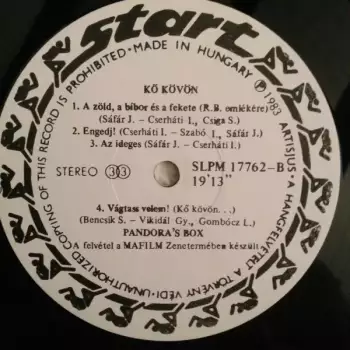 start
UNAUTHORIZED COPYING OF THIS RECORD IS PROHIBITED·MADE IN HUNGARY Ⓟ 1983 ARTISJUS·A HANGFELVÉTELT A TÖRVÉNY VÉDI·
KŐ KÖVÖN
1. A zöld, a bíbor és a fekete (R.B. emlékére)
(Sáfár J. – Cserháti I., Csiga S.)
2. Engedj! (Cserháti I. – Szabó I., Sáfár J.)
3. Az ideges (Sáfár J. – Cserháti I.)
STEREO 33 SLPM 17762–B
19'13"
4. Vágtass velem! (Kő kövön. . .)
(Bencsik S. – Vikidál Gy., Gombócz L.)
PANDORA'S BOX
A felvétel a MAFILM Zenetermében készült